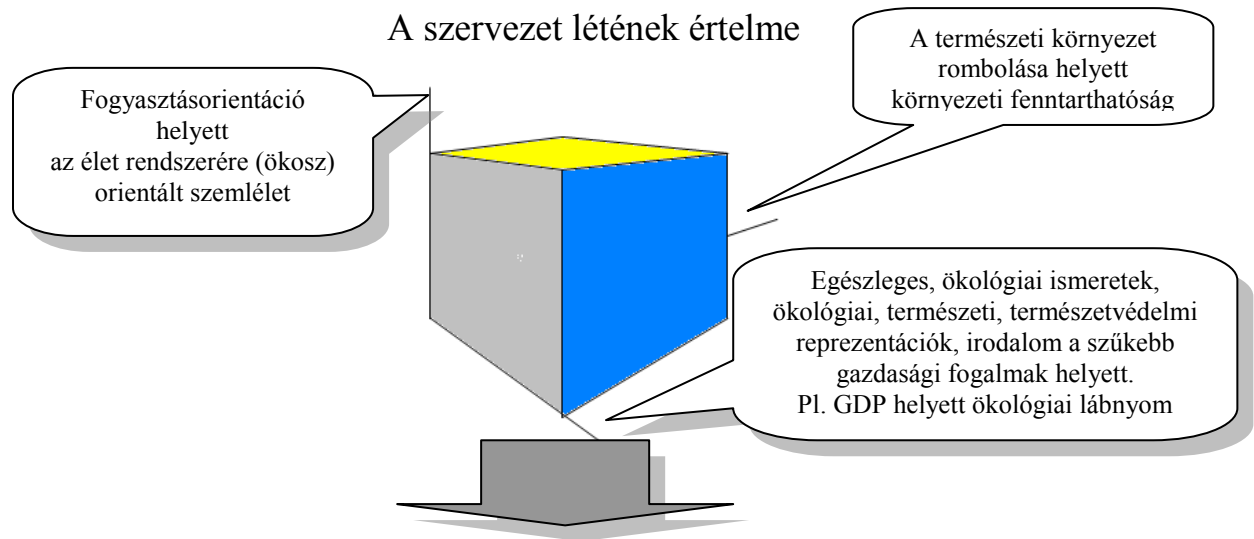 A szervezet létének értelme
A természeti környezet
rombolása helyett
környezeti fenntarthatóság
Fogyasztásorientáció
helyett
az élet rendszerére (ökosz)
orientált szemlélet
Egészleges, ökológiai ismeretek,
ökológiai, természeti, természetvédelmi
reprezentációk, irodalom a szűkebb
gazdasági fogalmak helyett.
Pl. GDP helyett ökológiai lábnyom